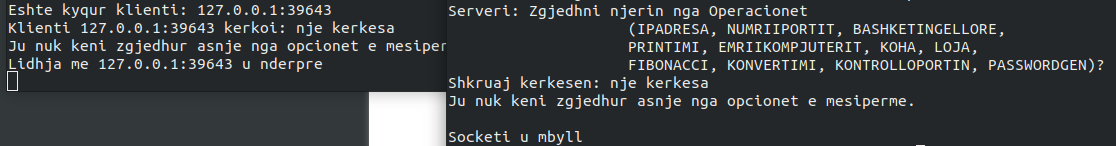 Eshte kyqur klienti: 127.0.0.1:39643
Klienti 127.0.0.1:39643 kerkoi: nje kerkesa
Ju nuk keni zgjedhur asnje nga opcionet e mesiper
Lidhja me 127.0.0.1:39643 u nderpre
Serveri: Zgjedhni njerin nga Operacionet
(IPADRESA, NUMRIIPORTIT, BASHKETINGELLORE,
PRINTIMI, EMRIIKOMPJUTERIT, KOHA, LOJA,
FIBONACCI, KONVERTIMI, KONTROLLOPORTIN, PASSWORDGEN)?
Shkruaj kerkesen: nje kerkesa
Ju nuk keni zgjedhur asnje nga opcionet e mesiperme.
Socketi u mbyll